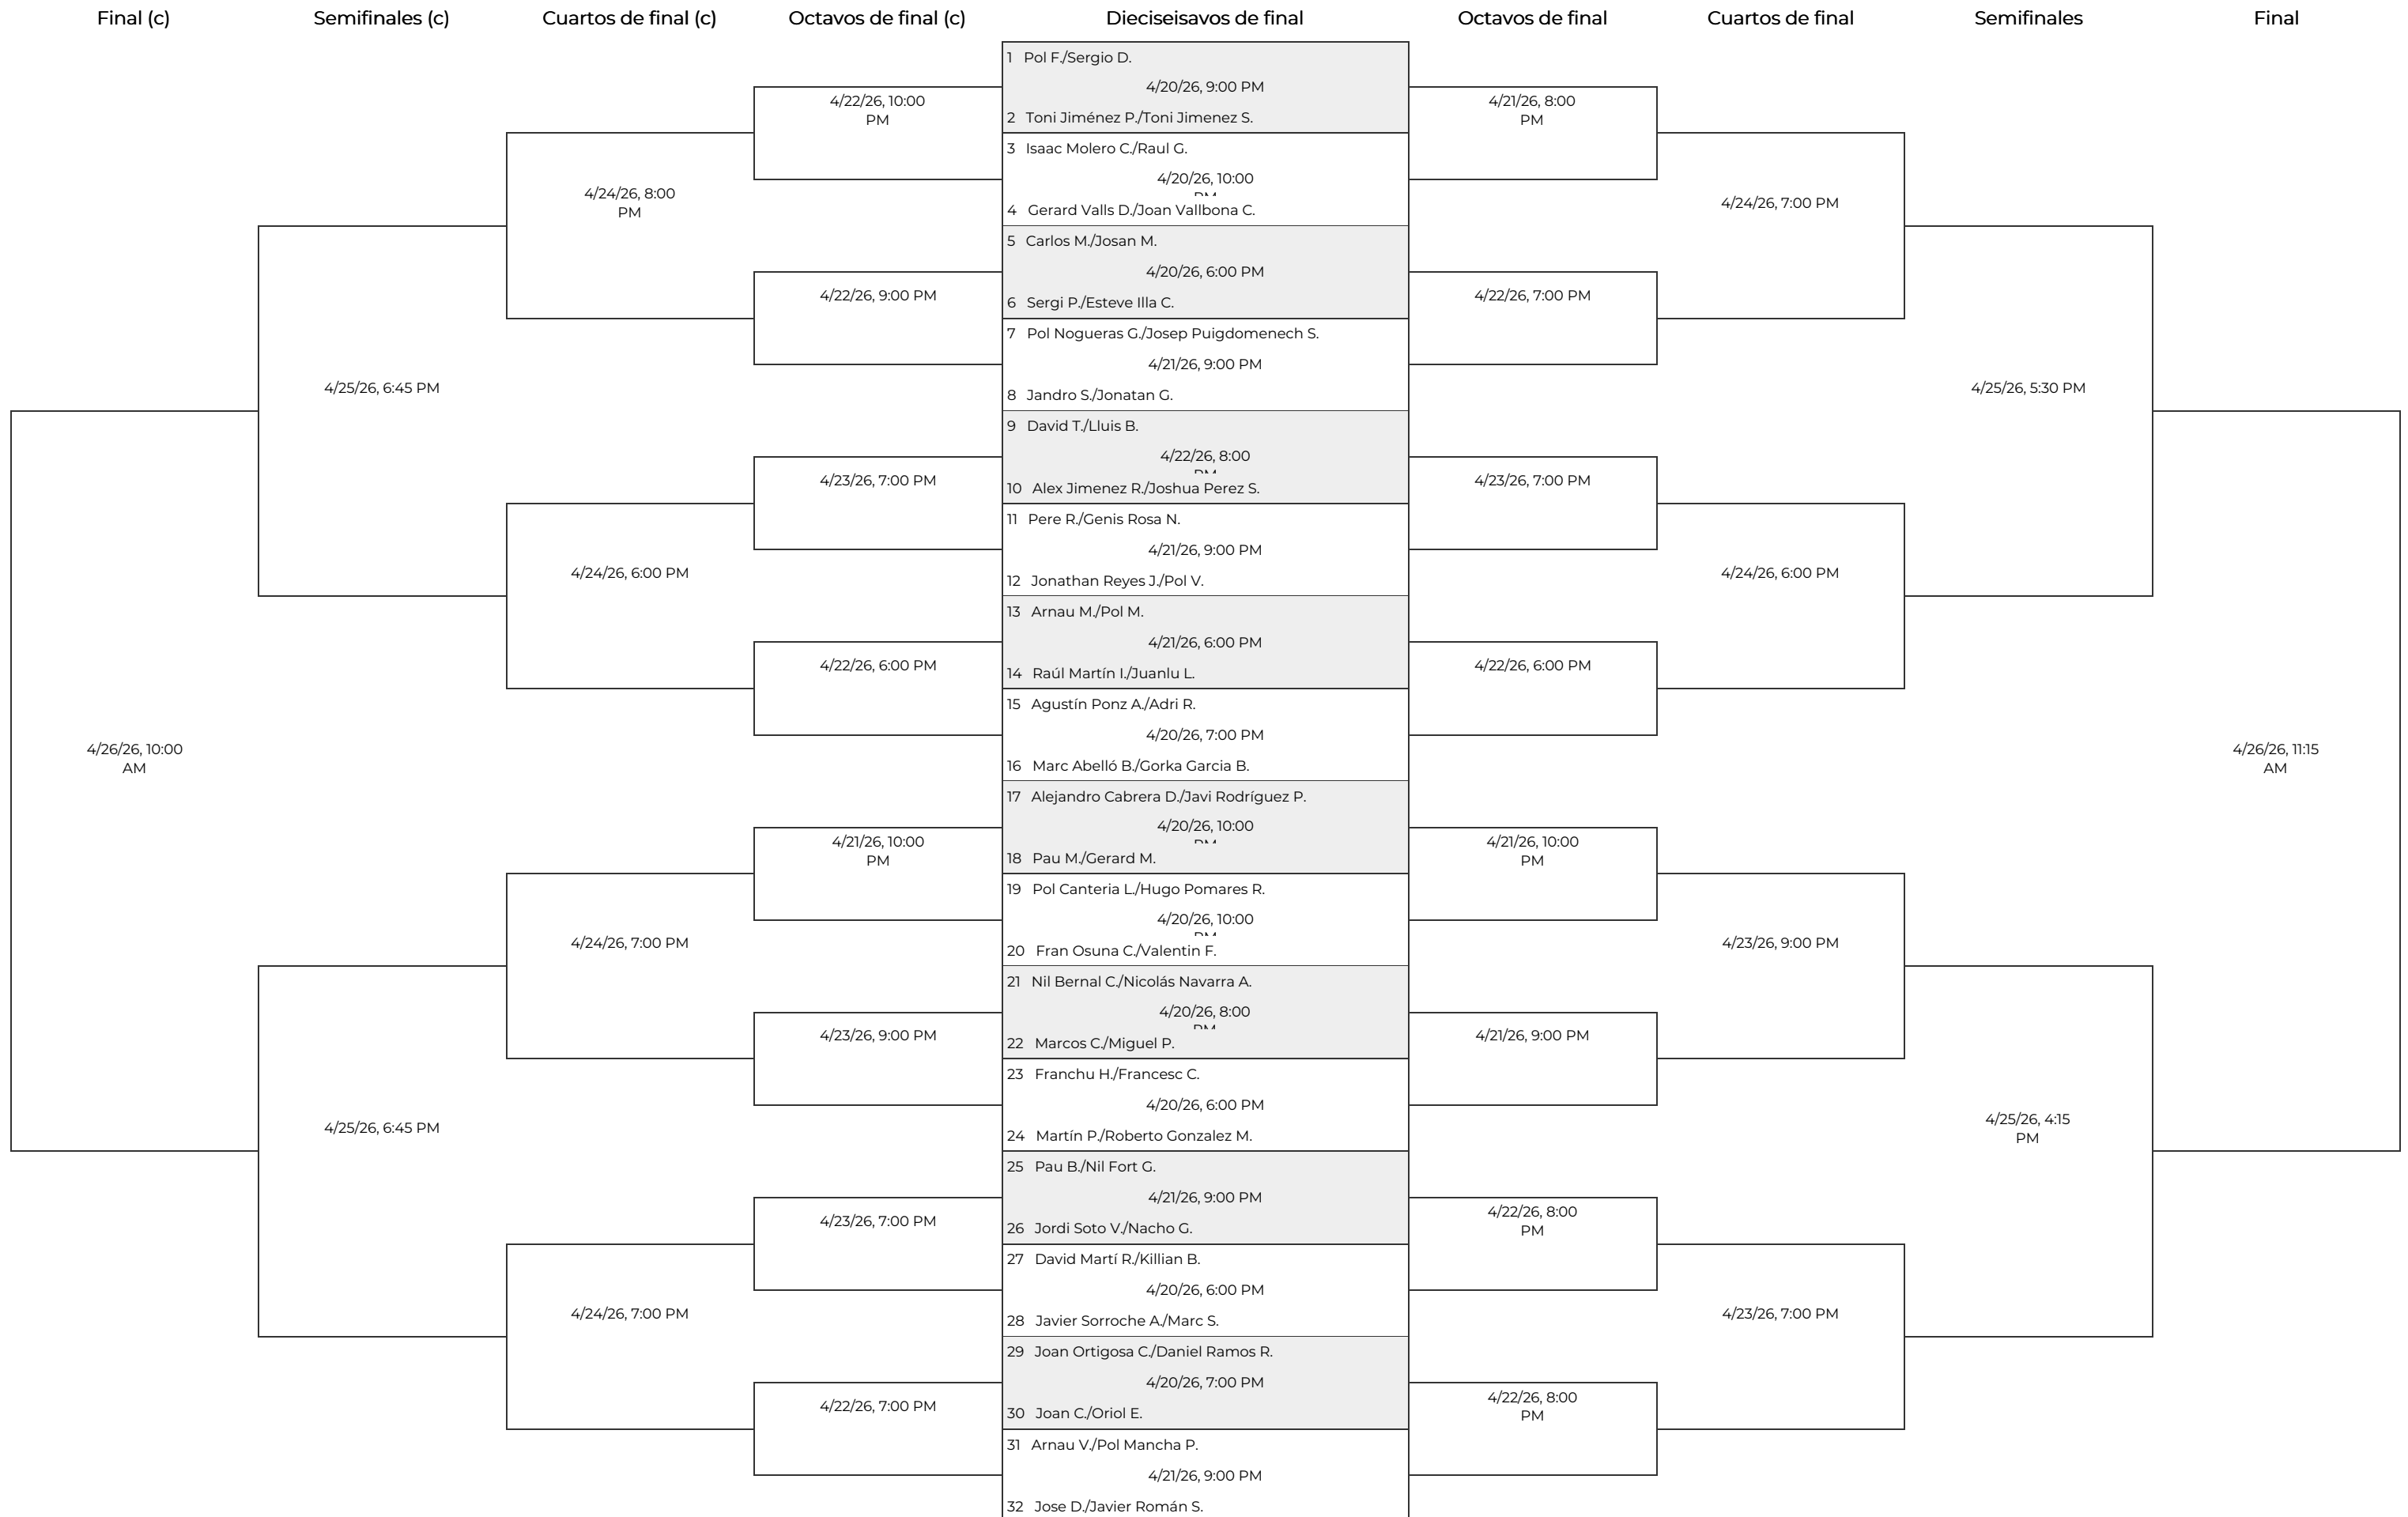 Final (c)
Semifinales (c)
Cuartos de final (c)
Octavos de final (c)
Dieciseisavos de final
Octavos de final
Cuartos de final
Semifinales
Final
4/26/26, 10:00
AM
4/25/26, 6:45 PM
4/25/26, 6:45 PM
4/24/26, 8:00
PM
4/24/26, 6:00 PM
4/24/26, 7:00 PM
4/24/26, 7:00 PM
4/22/26, 10:00
PM
4/22/26, 9:00 PM
4/23/26, 7:00 PM
4/22/26, 6:00 PM
4/21/26, 10:00
PM
4/23/26, 9:00 PM
4/23/26, 7:00 PM
4/22/26, 7:00 PM
1 Pol F./Sergio D.
4/20/26, 9:00 PM
2 Toni Jiménez P./Toni Jimenez S.
3 Isaac Molero C./Raul G.
4/20/26, 10:00
PM
4 Gerard Valls D./Joan Vallbona C.
5 Carlos M./Josan M.
4/20/26, 6:00 PM
6 Sergi P./Esteve Illa C.
7 Pol Nogueras G./Josep Puigdomenech S.
4/21/26, 9:00 PM
8 Jandro S./Jonatan G.
9 David T./Lluis B.
4/22/26, 8:00
PM
10 Alex Jimenez R./Joshua Perez S.
11 Pere R./Genis Rosa N.
4/21/26, 9:00 PM
12 Jonathan Reyes J./Pol V.
13 Arnau M./Pol M.
4/21/26, 6:00 PM
14 Raúl Martín I./Juanlu L.
15 Agustín Ponz A./Adri R.
4/20/26, 7:00 PM
16 Marc Abelló B./Gorka Garcia B.
17 Alejandro Cabrera D./Javi Rodríguez P.
4/20/26, 10:00
PM
18 Pau M./Gerard M.
19 Pol Canteria L./Hugo Pomares R.
4/20/26, 10:00
PM
20 Fran Osuna C./Valentin F.
21 Nil Bernal C./Nicolás Navarra A.
4/20/26, 8:00
PM
22 Marcos C./Miguel P.
23 Franchu H./Francesc C.
4/20/26, 6:00 PM
24 Martín P./Roberto Gonzalez M.
25 Pau B./Nil Fort G.
4/21/26, 9:00 PM
26 Jordi Soto V./Nacho G.
27 David Martí R./Killian B.
4/20/26, 6:00 PM
28 Javier Sorroche A./Marc S.
29 Joan Ortigosa C./Daniel Ramos R.
4/20/26, 7:00 PM
30 Joan C./Oriol E.
31 Arnau V./Pol Mancha P.
4/21/26, 9:00 PM
32 Jose D./Javier Román S.
4/21/26, 8:00
PM
4/22/26, 7:00 PM
4/23/26, 7:00 PM
4/22/26, 6:00 PM
4/21/26, 10:00
PM
4/21/26, 9:00 PM
4/22/26, 8:00
PM
4/22/26, 8:00
PM
4/24/26, 7:00 PM
4/24/26, 6:00 PM
4/23/26, 9:00 PM
4/23/26, 7:00 PM
4/25/26, 5:30 PM
4/25/26, 4:15
PM
4/26/26, 11:15
AM